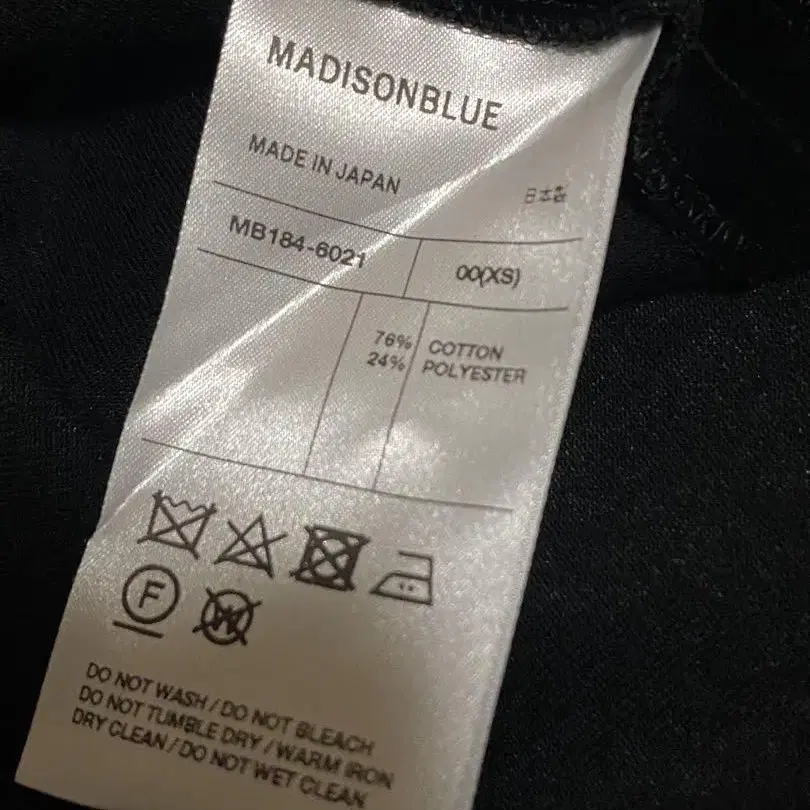 MADISONBLUE
MADE IN JAPAN 日本製
MB184-6021 00(XS)
76% COTTON
24% POLYESTER
F
W
DO NOT WASH / DO NOT BLEACH
DO NOT TUMBLE DRY / WARM IRON
DRY CLEAN / DO NOT WET CLEAN